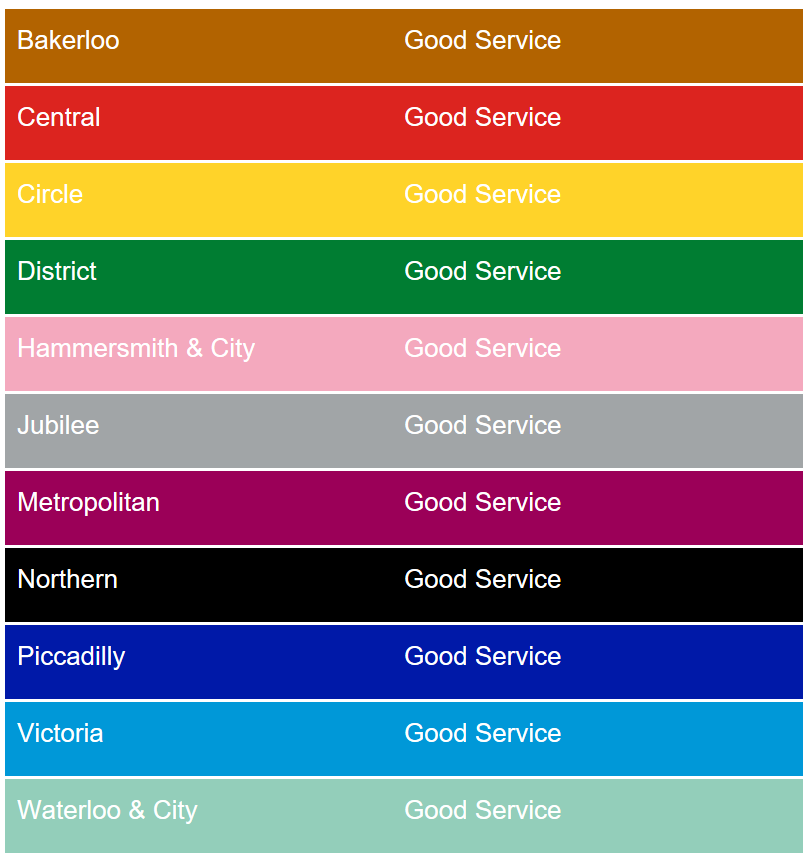 Bakerloo Good Service
Central Good Service
Circle Good Service
District Good Service
Hammersmith & City Good Service
Jubilee Good Service
Metropolitan Good Service
Northern Good Service
Piccadilly Good Service
Victoria Good Service
Waterloo & City Good Service